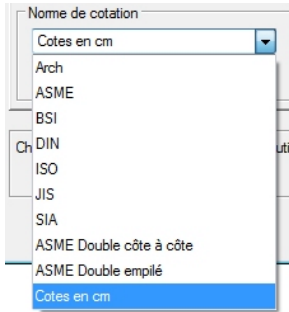 Norme de cotation
Cotes en cm
Arch
ASME
BSI
DIN
ISO
JIS
SIA
ASME Double côte à côte
ASME Double empilé
Cotes en cm